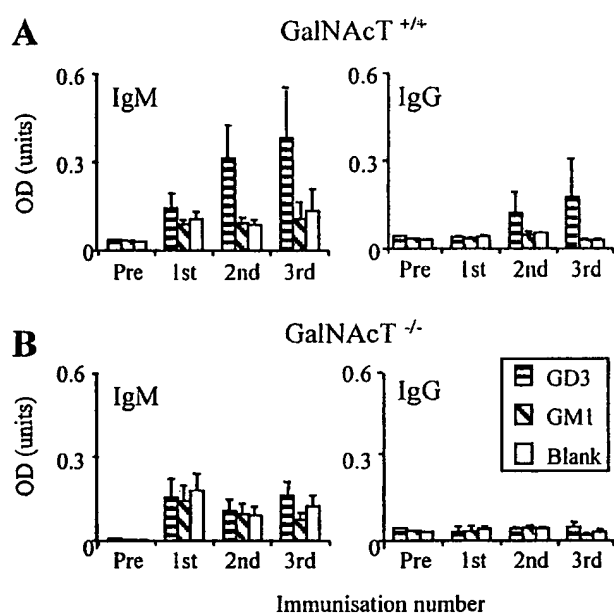 A
GalNAcT +/+
IgM
IgG
OD (units)
0.6
0.3
0
Pre 1st 2nd 3rd
0.6
0.3
0
Pre 1st 2nd 3rd
B
GalNAcT -/-
IgM
IgG
OD (units)
0.6
0.3
0
Pre 1st 2nd 3rd
0.6
0.3
0
Pre 1st 2nd 3rd
GD3
GM1
Blank
Immunisation number